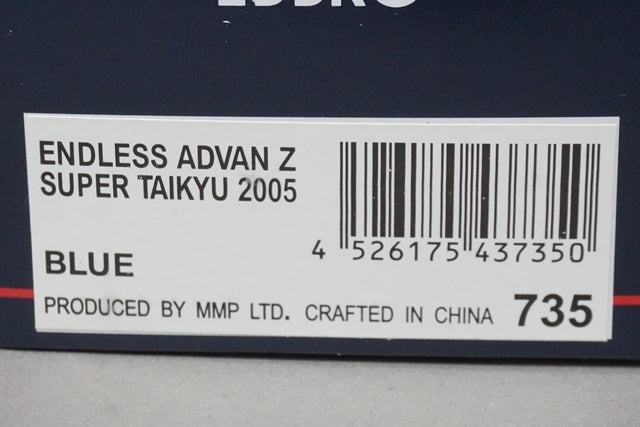 ENDLESS ADVAN Z
SUPER TAIKYU 2005
BLUE
4 526175 437350
PRODUCED BY MMP LTD. CRAFTED IN CHINA 735